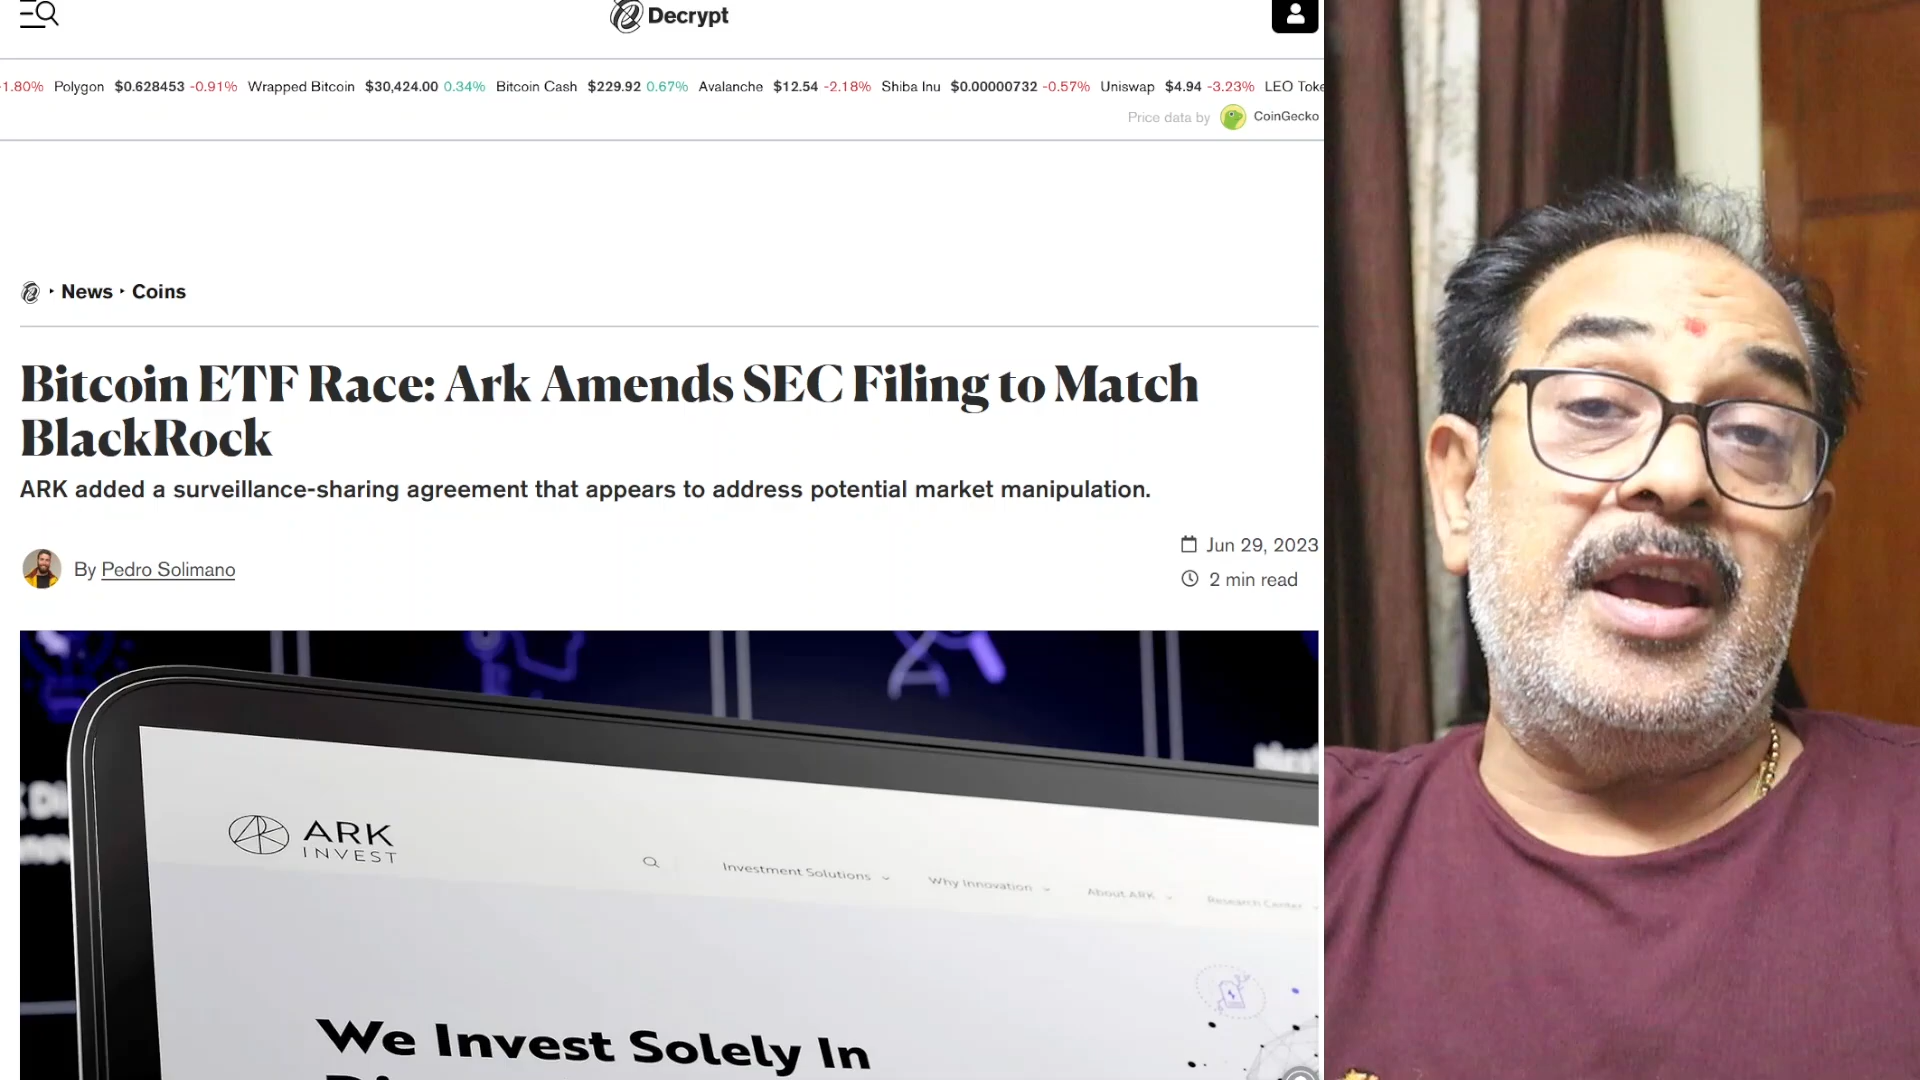 Decrypt
1.80% Polygon $0.628453 -0.91% Wrapped Bitcoin $30,424.00 0.34% Bitcoin Cash $229.92 0.67% Avalanche $12.54 -2.18% Shiba Inu $0.00000732 -0.57% Uniswap $4.94 -3.23% LEO Toke
Price data by CoinGecko
News ‣ Coins
Bitcoin ETF Race: Ark Amends SEC Filing to Match
BlackRock
ARK added a surveillance-sharing agreement that appears to address potential market manipulation.
Jun 29, 2023
By Pedro Solimano
2 min read
ARK
INVEST
Investment Solutions Why Innovation About ARK Research Center
We Invest Solely In